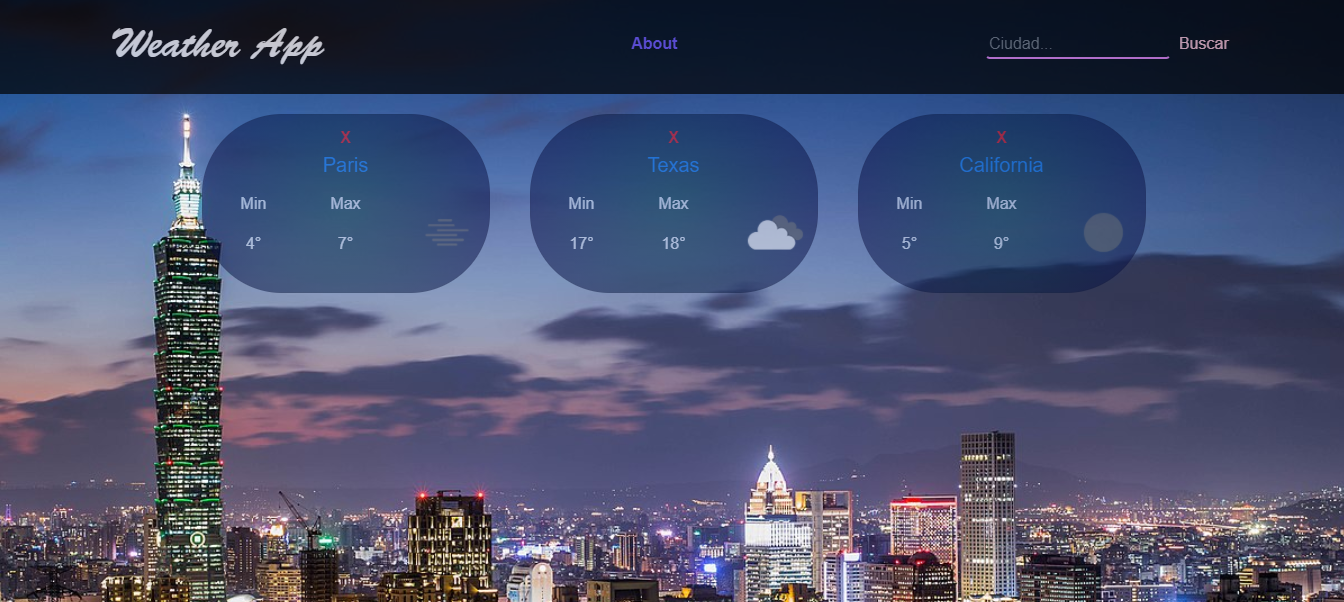 Weather App
About
Ciudad...
Buscar
X
Paris
Min Max
4° 7°
X
Texas
Min Max
17° 18°
X
California
Min Max
5° 9°